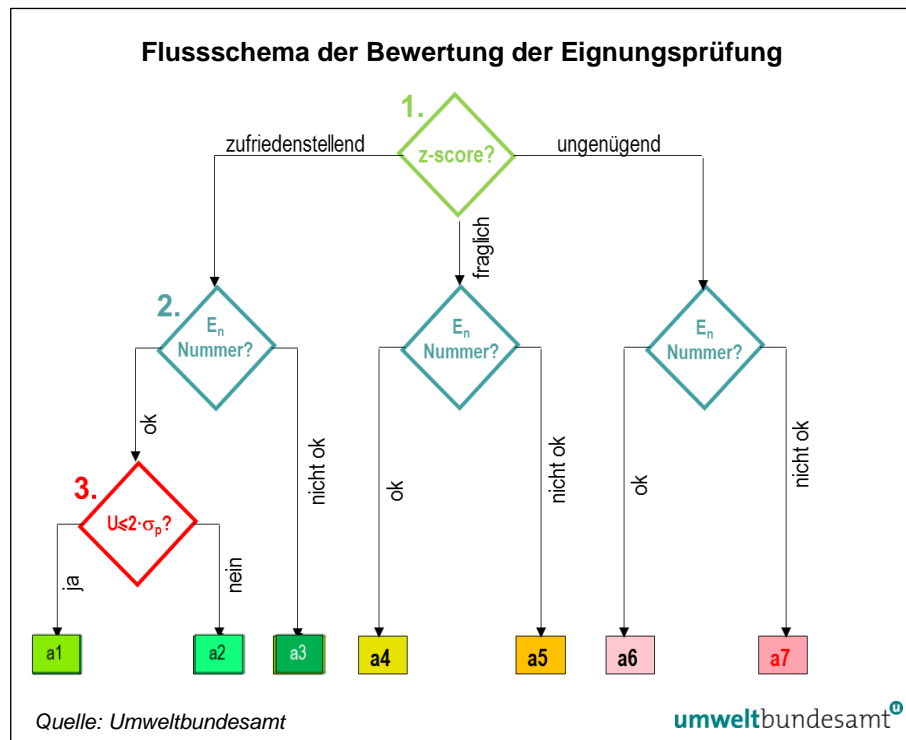 Flussschema der Bewertung der Eignungsprüfung
1.
z-score?
zufriedenstellend
ungenügend
fraglich
2.
En
Nummer?
En
Nummer?
En
Nummer?
ok
nicht ok
ok
nicht ok
ok
nicht ok
3.
U≤2·σp?
ja
nein
a1
a2
a3
a4
a5
a6
a7
Quelle: Umweltbundesamt
umweltbundesamt U